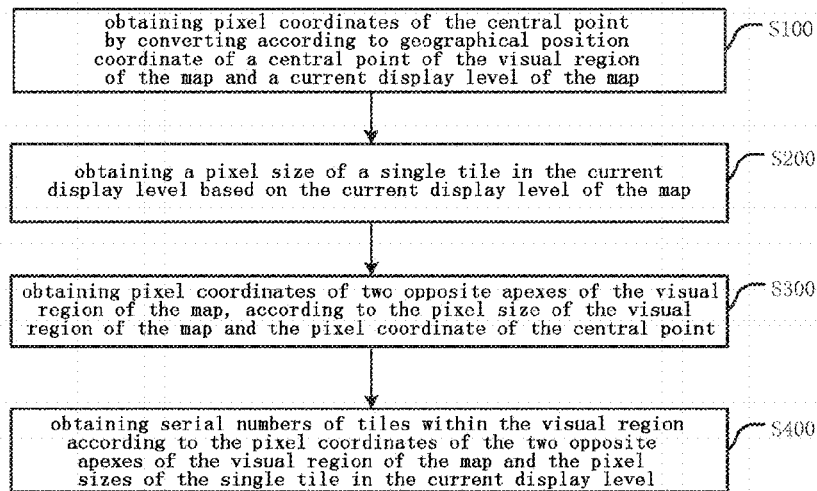 obtaining pixel coordinates of the central point
by converting according to geographical position
coordinate of a central point of the visual region
of the map and a current display level of the map
S100
obtaining a pixel size of a single tile in the current
display level based on the current display level of the map
S200
obtaining pixel coordinates of two opposite apexes of the visual
region of the map, according to the pixel size of the visual
region of the map and the pixel coordinate of the central point
S300
obtaining serial numbers of tiles within the visual region
according to the pixel coordinates of the two opposite
apexes of the visual region of the map and the pixel
sizes of the single tile in the current display level
S400